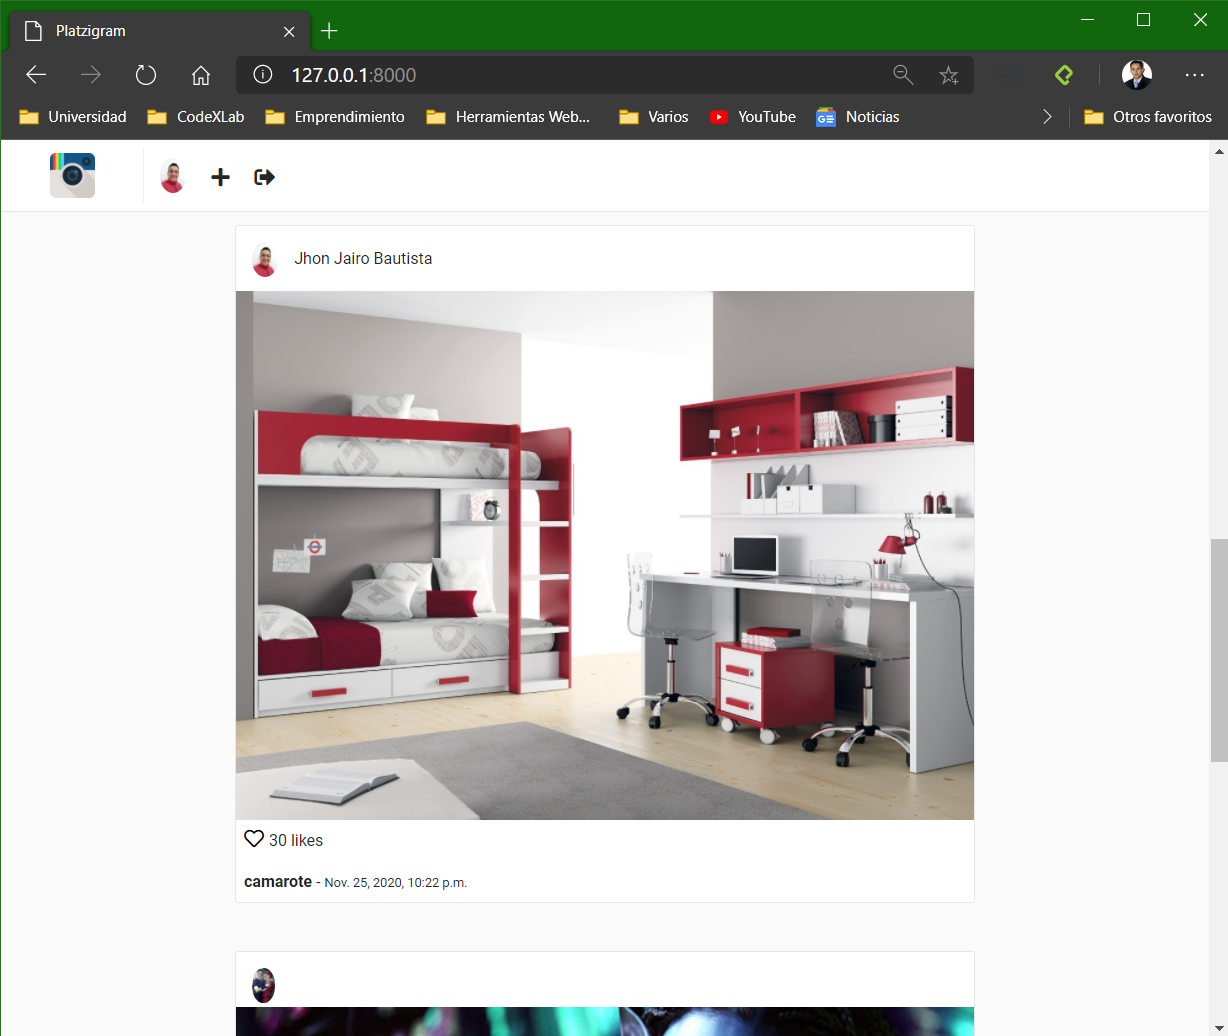 Platzigram
127.0.0.1:8000
Universidad CodeXLab Emprendimiento Herramientas Web... Varios YouTube Noticias Otros favoritos
Jhon Jairo Bautista
30 likes
camarote - Nov. 25, 2020, 10:22 p.m.